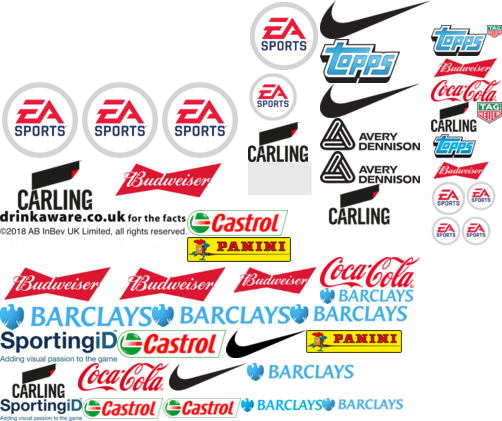 EA
SPORTS
EA
SPORTS
EA
SPORTS
EA
SPORTS
EA
SPORTS
CARLING
Topps
AVERY
DENNISON
AVERY
DENNISON
CARLING
Topps
TAG
HEUER
Budweiser
Coca-Cola
TAG
HEUER
CARLING
Topps
Budweiser
EA
SPORTS
EA
SPORTS
EA
SPORTS
EA
SPORTS
CARLING
Budweiser
drinkaware.co.uk for the facts
©2018 AB InBev UK Limited, all rights reserved.
Castrol
PANINI
Budweiser
Budweiser
Budweiser
Coca-Cola
BARCLAYS
BARCLAYS
BARCLAYS
BARCLAYS
SportingiD
Adding visual passion to the game
Castrol
PANINI
CARLING
Coca-Cola
BARCLAYS
SportingiD
Adding visual passion to the game
Castrol
Castrol
BARCLAYS
BARCLAYS